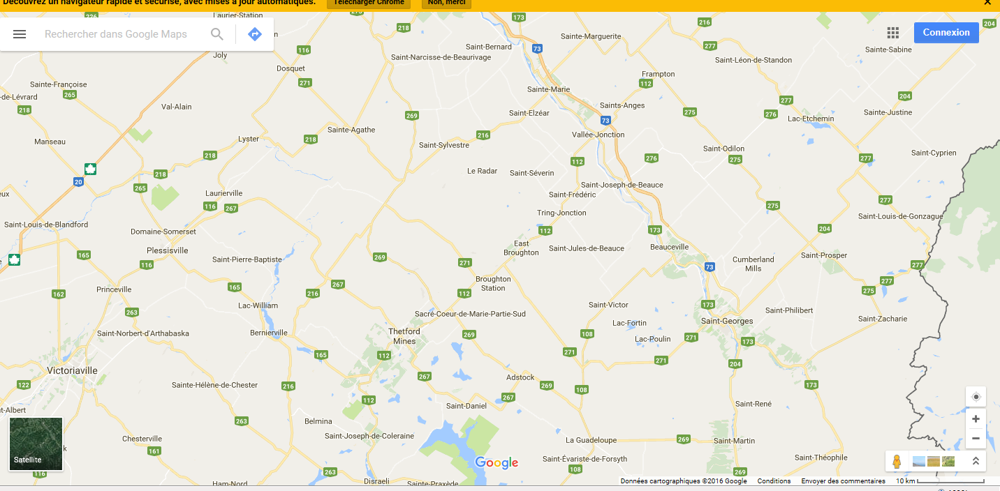 Découvrez un navigateur rapide et sécurisé, avec mises à jour automatiques. Télécharger Chrome Non, merci
Rechercher dans Google Maps
Connexion
Laurier-Station
Joly
Dosquet
Saint-Bernard
Saint-Narcisse-de-Beaurivage
Sainte-Marguerite
Saint-Léon-de-Standon
Sainte-Sabine
Frampton
Sainte-Françoise
-de-Lévrard
Val-Alain
Sainte-Marie
Saints-Anges
Saint-Elzéar
Lac-Etchemin
Sainte-Justine
Manseau
Lyster
Sainte-Agathe
Saint-Sylvestre
Vallée-Jonction
Saint-Odilon
Saint-Cyprien
Le Radar
Saint-Séverin
Saint-Joseph-de-Beauce
Saint-Frédéric
Laurierville
Tring-Jonction
Saint-Louis-de-Gonzague
Saint-Louis-de-Blandford
Domaine-Somerset
Plessisville
East
Broughton
Saint-Jules-de-Beauce
Beauceville
Saint-Pierre-Baptiste
Cumberland
Mills
Saint-Prosper
Princeville
Broughton
Station
Lac-William
Saint-Victor
Sacré-Coeur-de-Marie-Partie-Sud
Saint-Philibert
Saint-Zacharie
Lac-Fortin
Saint-Georges
Saint-Norbert-d'Arthabaska
Bernierville
Thetford
Mines
Lac-Poulin
Victoriaville
Adstock
Sainte-Hélène-de-Chester
Saint-Daniel
Saint-René
t-Albert
Belmina
Chesterville
Saint-Joseph-de-Coleraine
La Guadeloupe
Saint-Martin
Saint-Évariste-de-Forsyth
Saint-Théophile
Satellite
Google
Ham-Nord
Disraeli
Sainte-Praxède
Données cartographiques ©2016 Google Conditions Envoyer des commentaires 10 km
226
218
173
73
216
277
204
116
271
265
218
112
277
204
276
275
269
73
216
218
218
218
265
20
276
275
277
112
116
267
275
277
173
112
204
165
116
269
271
73
277
277
275
162
165
267
216
112
173
263
269
108
271
173
165
112
271
271
204
122
216
267
269
108
173
267
112
263
161
269
116
263
108
269